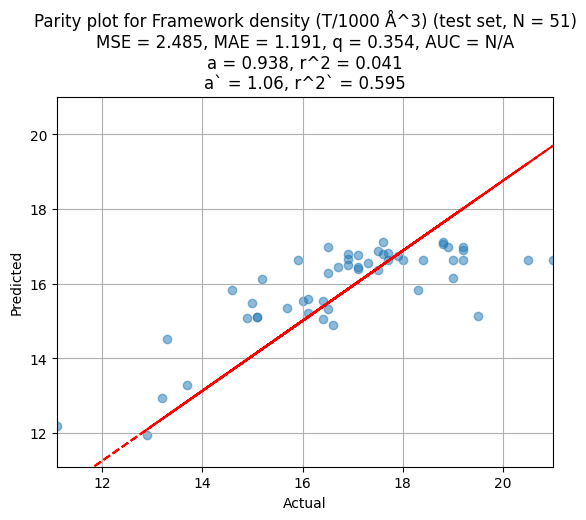 Parity plot for Framework density (T/1000 Å^3) (test set, N = 51)
MSE = 2.485, MAE = 1.191, q = 0.354, AUC = N/A
a = 0.938, r^2 = 0.041
a` = 1.06, r^2` = 0.595
20
18
16
14
12
Predicted
12 14 16 18 20
Actual